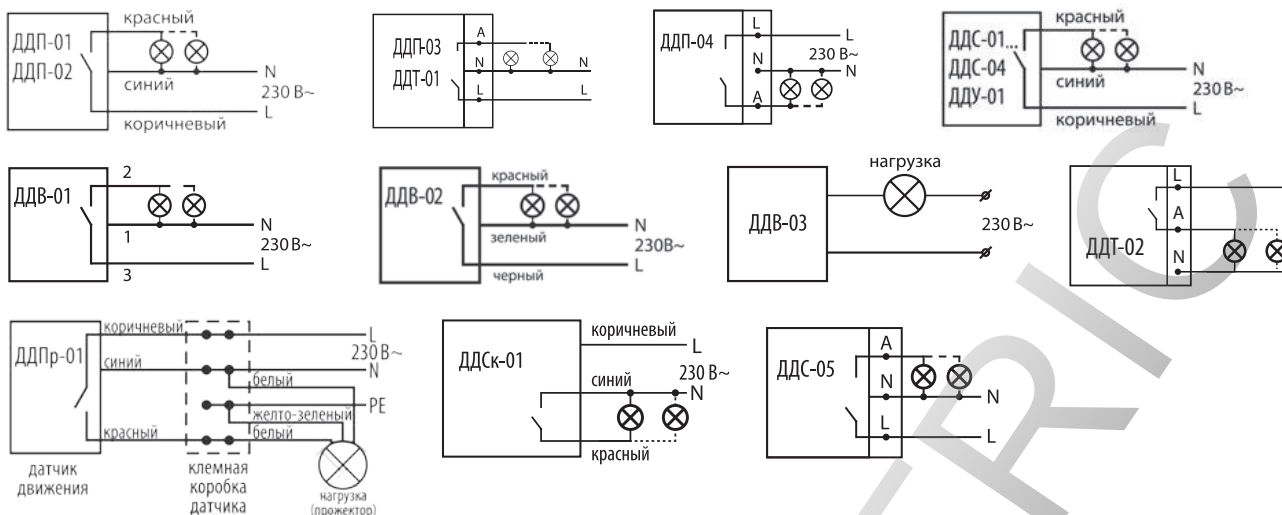 красный
ДДП-01
ДДП-02
синий
N
230 В~
L
коричневый
A
ДДП-03
ДДТ-01
N
N
L
L
ДДП-04
L
L
230 В~
N
N
A
красный
ДДС-01...
ДДС-04
ДДУ-01
синий
N
230 В~
L
коричневый
ДДВ-01
2
1
N
230 В~
L
3
ДДВ-02
красный
зеленый
N
230В~
L
черный
ДДВ-03
нагрузка
230 В~
ДДТ-02
L
A
N
ДДПр-01
коричневый
L
230 В~
синий
N
белый
PE
желто-зеленый
красный
белый
датчик
движения
клемная
коробка
датчика
нагрузка
(прожектор)
ДДСк-01
коричневый
L
230 В~
синий
N
красный
ДДС-05
A
N
N
L
L
TRIC